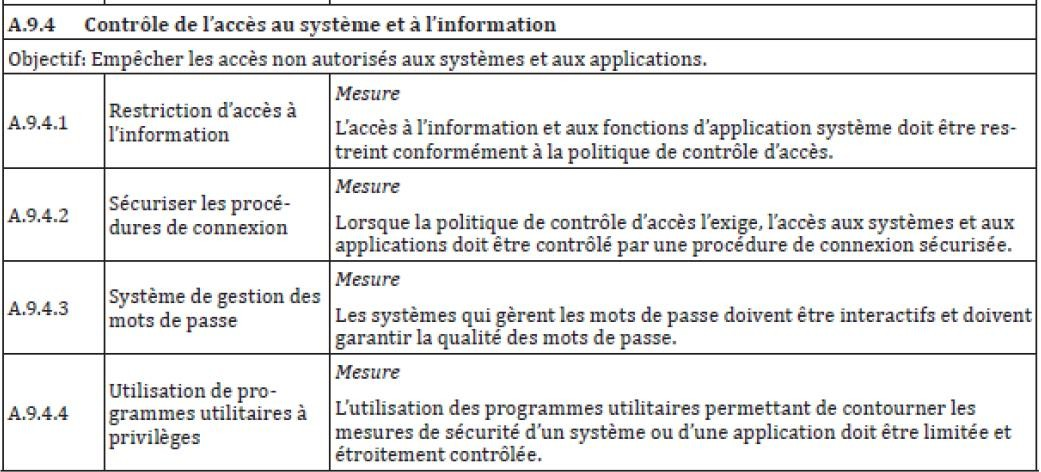 A.9.4 Contrôle de l'accès au système et à l'information
Objectif: Empêcher les accès non autorisés aux systèmes et aux applications.
A.9.4.1
Restriction d'accès à
l'information
Mesure
L'accès à l'information et aux fonctions d'application système doit être res-
treint conformément à la politique de contrôle d'accès.
A.9.4.2
Sécuriser les procé-
dures de connexion
Mesure
Lorsque la politique de contrôle d'accès l'exige, l'accès aux systèmes et aux
applications doit être contrôlé par une procédure de connexion sécurisée.
A.9.4.3
Système de gestion des
mots de passe
Mesure
Les systèmes qui gèrent les mots de passe doivent être interactifs et doivent
garantir la qualité des mots de passe.
A.9.4.4
Utilisation de pro-
grammes utilitaires à
privilèges
Mesure
L'utilisation des programmes utilitaires permettant de contourner les
mesures de sécurité d'un système ou d'une application doit être limitée et
étroitement contrôlée.